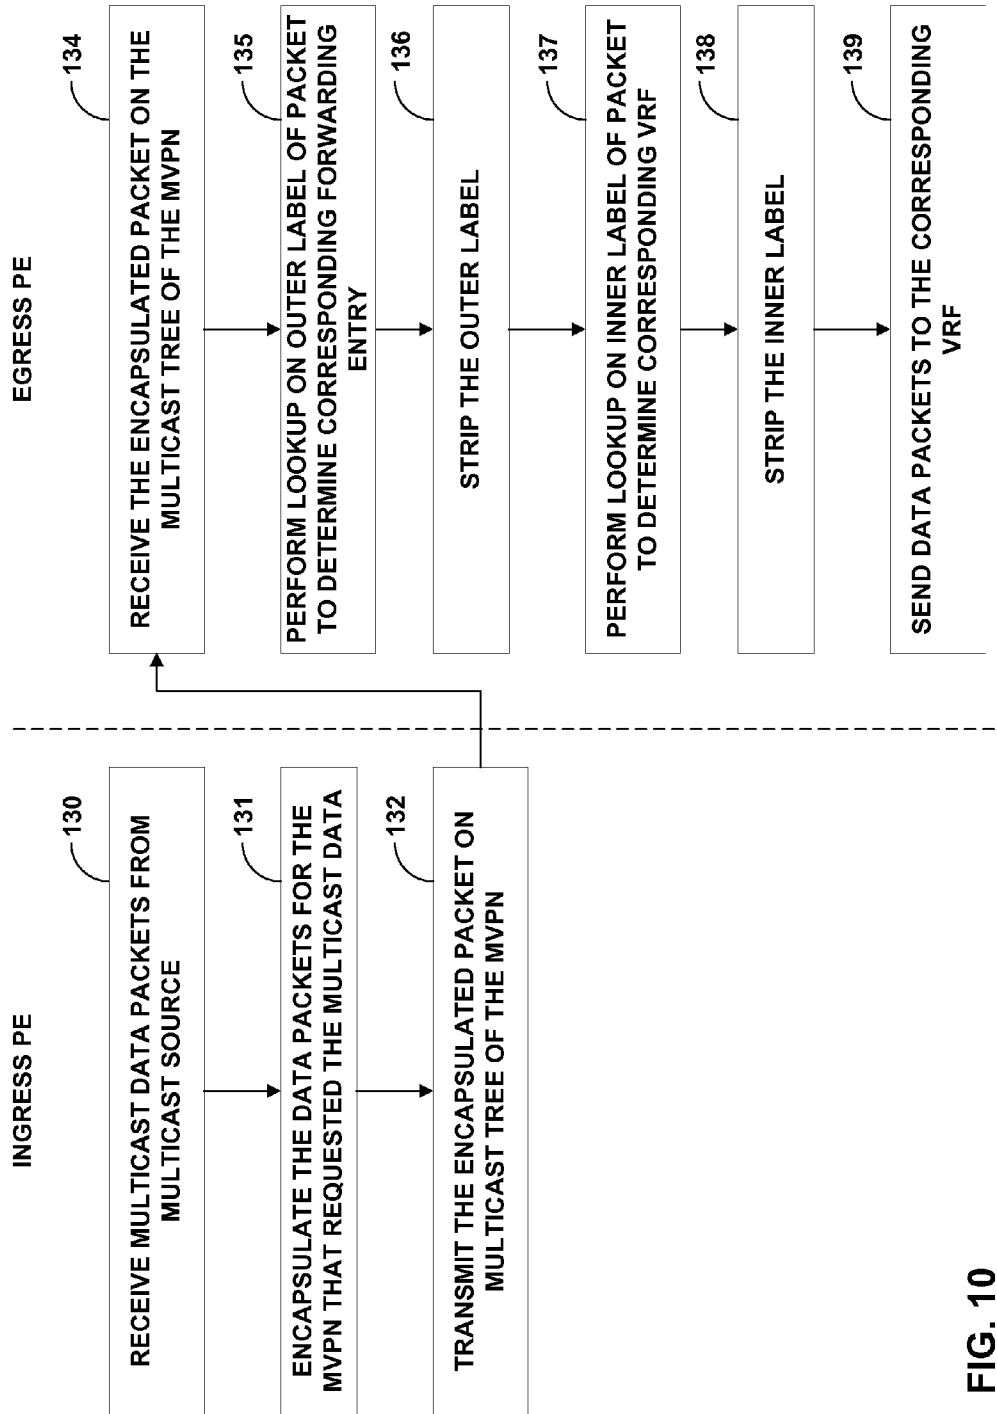 INGRESS PE
130
RECEIVE MULTICAST DATA PACKETS FROM
MULTICAST SOURCE
131
ENCAPSULATE THE DATA PACKETS FOR THE
MVPN THAT REQUESTED THE MULTICAST DATA
132
TRANSMIT THE ENCAPSULATED PACKET ON
MULTICAST TREE OF THE MVPN
EGRESS PE
134
RECEIVE THE ENCAPSULATED PACKET ON THE
MULTICAST TREE OF THE MVPN
135
PERFORM LOOKUP ON OUTER LABEL OF PACKET
TO DETERMINE CORRESPONDING FORWARDING
ENTRY
136
STRIP THE OUTER LABEL
137
PERFORM LOOKUP ON INNER LABEL OF PACKET
TO DETERMINE CORRESPONDING VRF
138
STRIP THE INNER LABEL
139
SEND DATA PACKETS TO THE CORRESPONDING
VRF
FIG. 10